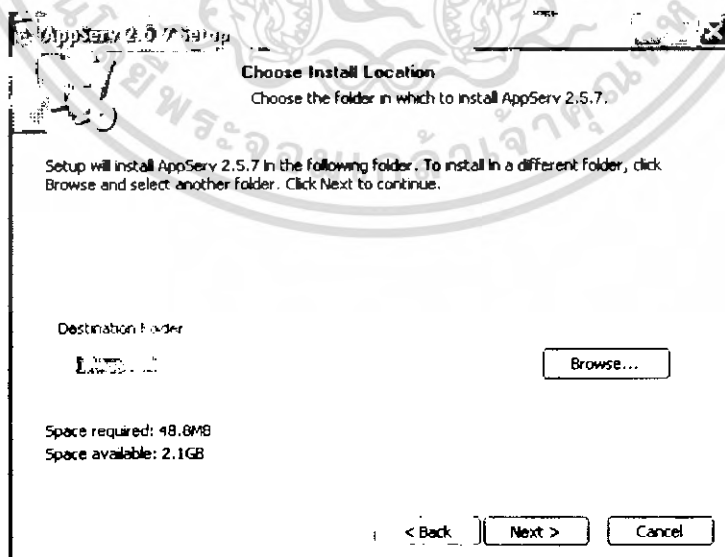 AppServ 2.5.7 Setup
Choose Install Location
Choose the folder in which to install AppServ 2.5.7.
Setup will install AppServ 2.5.7 in the following folder. To install in a different folder, click
Browse and select another folder. Click Next to continue.
Destination Folder
Browse...
Space required: 48.8MB
Space available: 2.1GB
< Back
Next >
Cancel